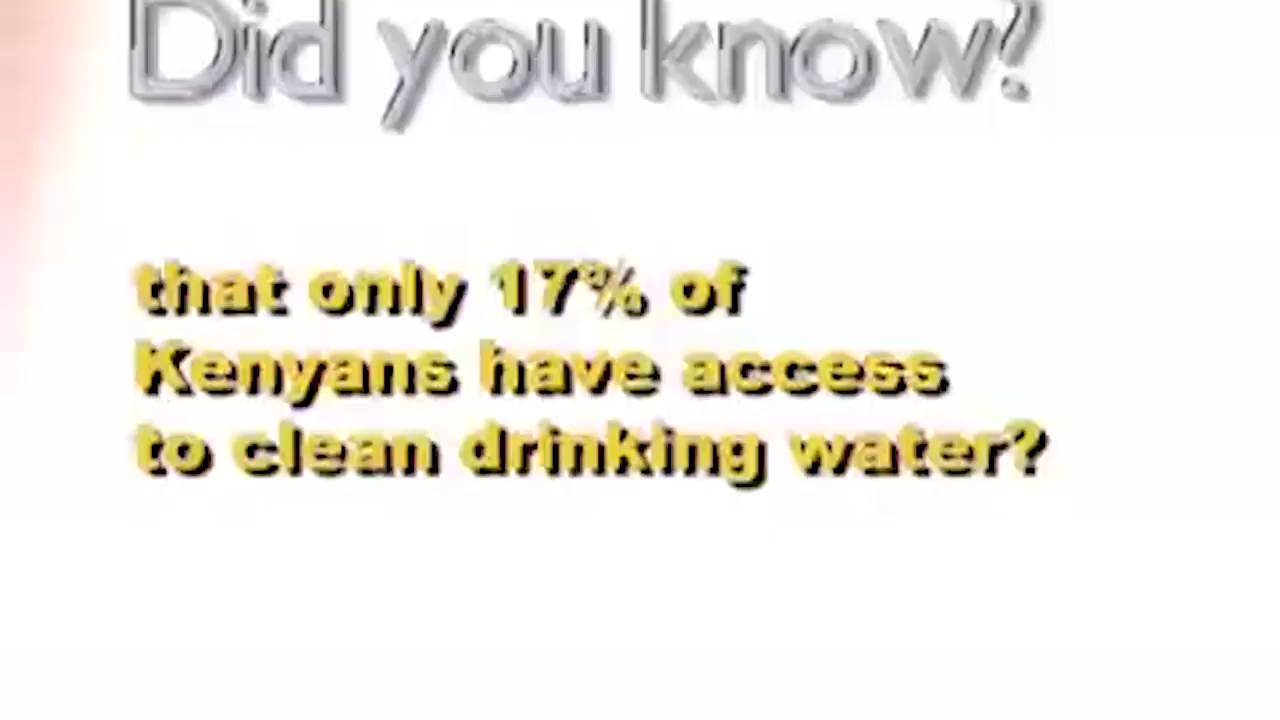 Did you know?
that only 17% of
Kenyans have access
to clean drinking water?